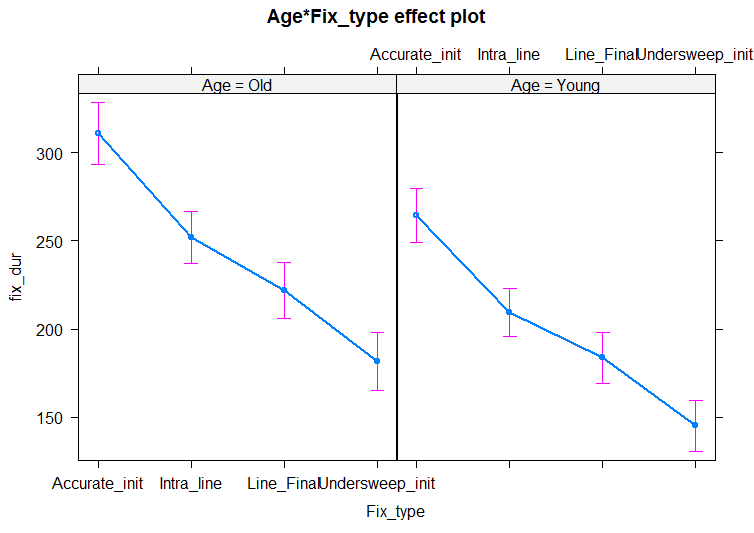 Age*Fix_type effect plot
Accurate_init Intra_line Line_Final Undersweep_init
Age = Old Age = Young
300
250
200
150
fix_dur
Accurate_init Intra_line Line_Final Undersweep_init
Fix_type